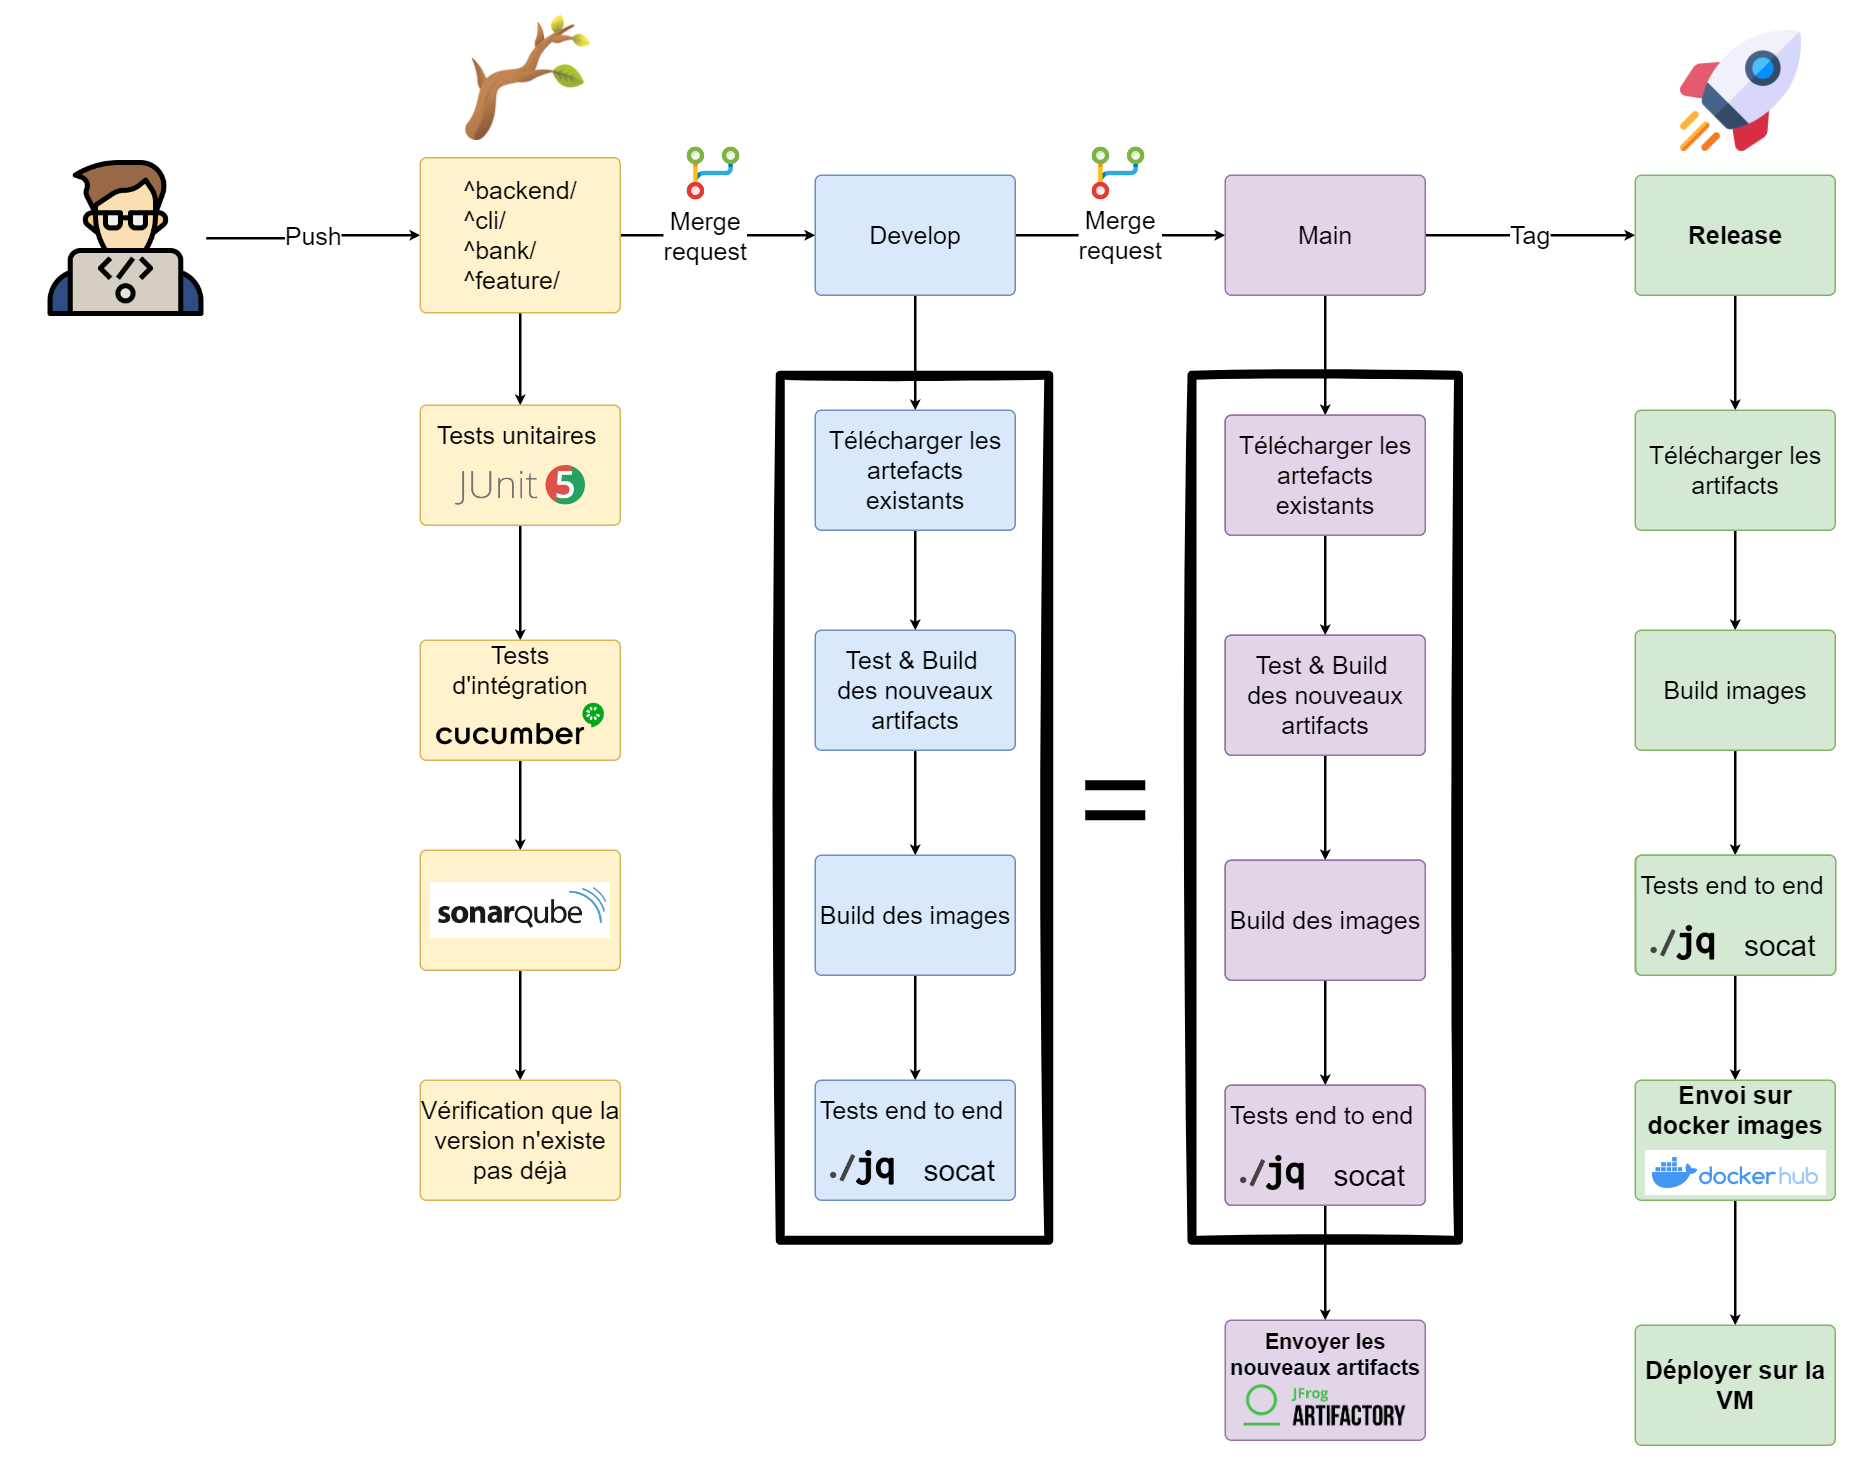 </>
Push
^backend/
^cli/
^bank/
^feature/
Merge
request
Develop
Merge
request
Main
Tag
Release
Tests unitaires
JUnit 5
Tests
d'intégration
cucumber
sonarqube
Vérification que la
version n'existe
pas déjà
Télécharger les
artefacts
existants
Test & Build
des nouveaux
artifacts
Build des images
Tests end to end
./jq socat
=
Télécharger les
artefacts
existants
Test & Build
des nouveaux
artifacts
Build des images
Tests end to end
./jq socat
Envoyer les
nouveaux artifacts
JFrog
ARTIFACTORY
Télécharger les
artifacts
Build images
Tests end to end
./jq socat
Envoi sur
docker images
dockerhub
Déployer sur la
VM